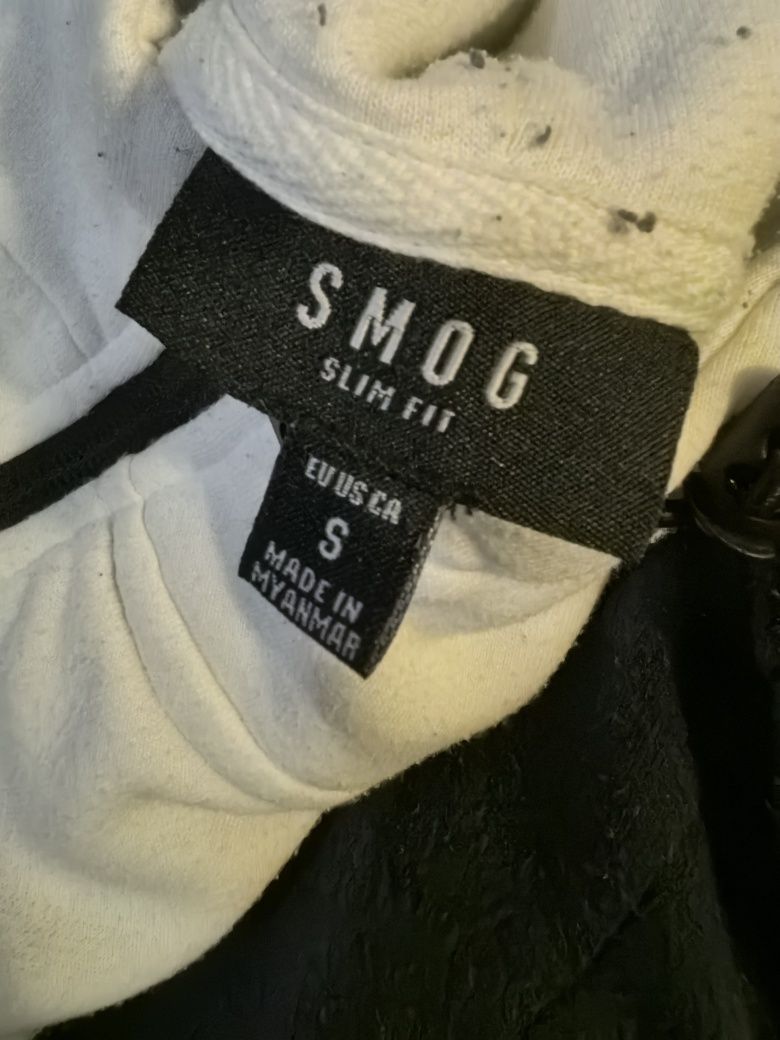 SMOG
SLIM FIT
EU US CA
S
MADE IN
MYANMAR